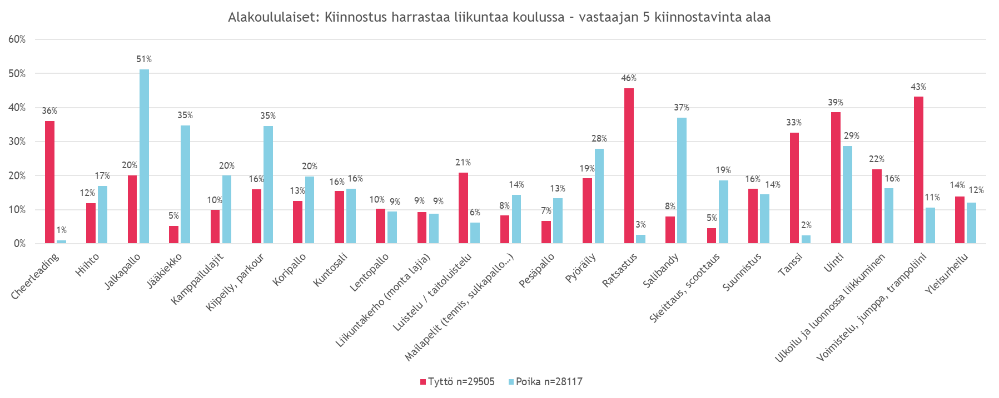 Alakoululaiset: Kiinnostus harrastaa liikuntaa koulussa – vastaajan 5 kiinnostavinta alaa
60%
50%
40%
30%
20%
10%
0%
36% 1%
12% 17%
20% 51%
5% 35%
10% 20%
16% 35%
13% 20%
16% 16%
10% 9%
9% 9%
21% 6%
8% 14%
7% 13%
19% 28%
46% 3%
8% 37%
5% 19%
16% 14%
33% 2%
39% 29%
22% 16%
43% 11%
14% 12%
Cheerleading
Hiihto
Jalkapallo
Jääkiekko
Kamppailulajit
Kiipeily, parkour
Koripallo
Kuntosali
Lentopallo
Liikuntakerho (monta lajia)
Luistelu / taitoluistelu
Mailapelit (tennis, sulkapallo...)
Pesäpallo
Pyöräily
Ratsastus
Salibandy
Skeittaus, scoottaus
Suunnistus
Tanssi
Uinti
Ulkoilu ja luonnossa liikkuminen
Voimistelu, jumppa, trampoliini
Yleisurheilu
Tyttö n=29505 Poika n=28117